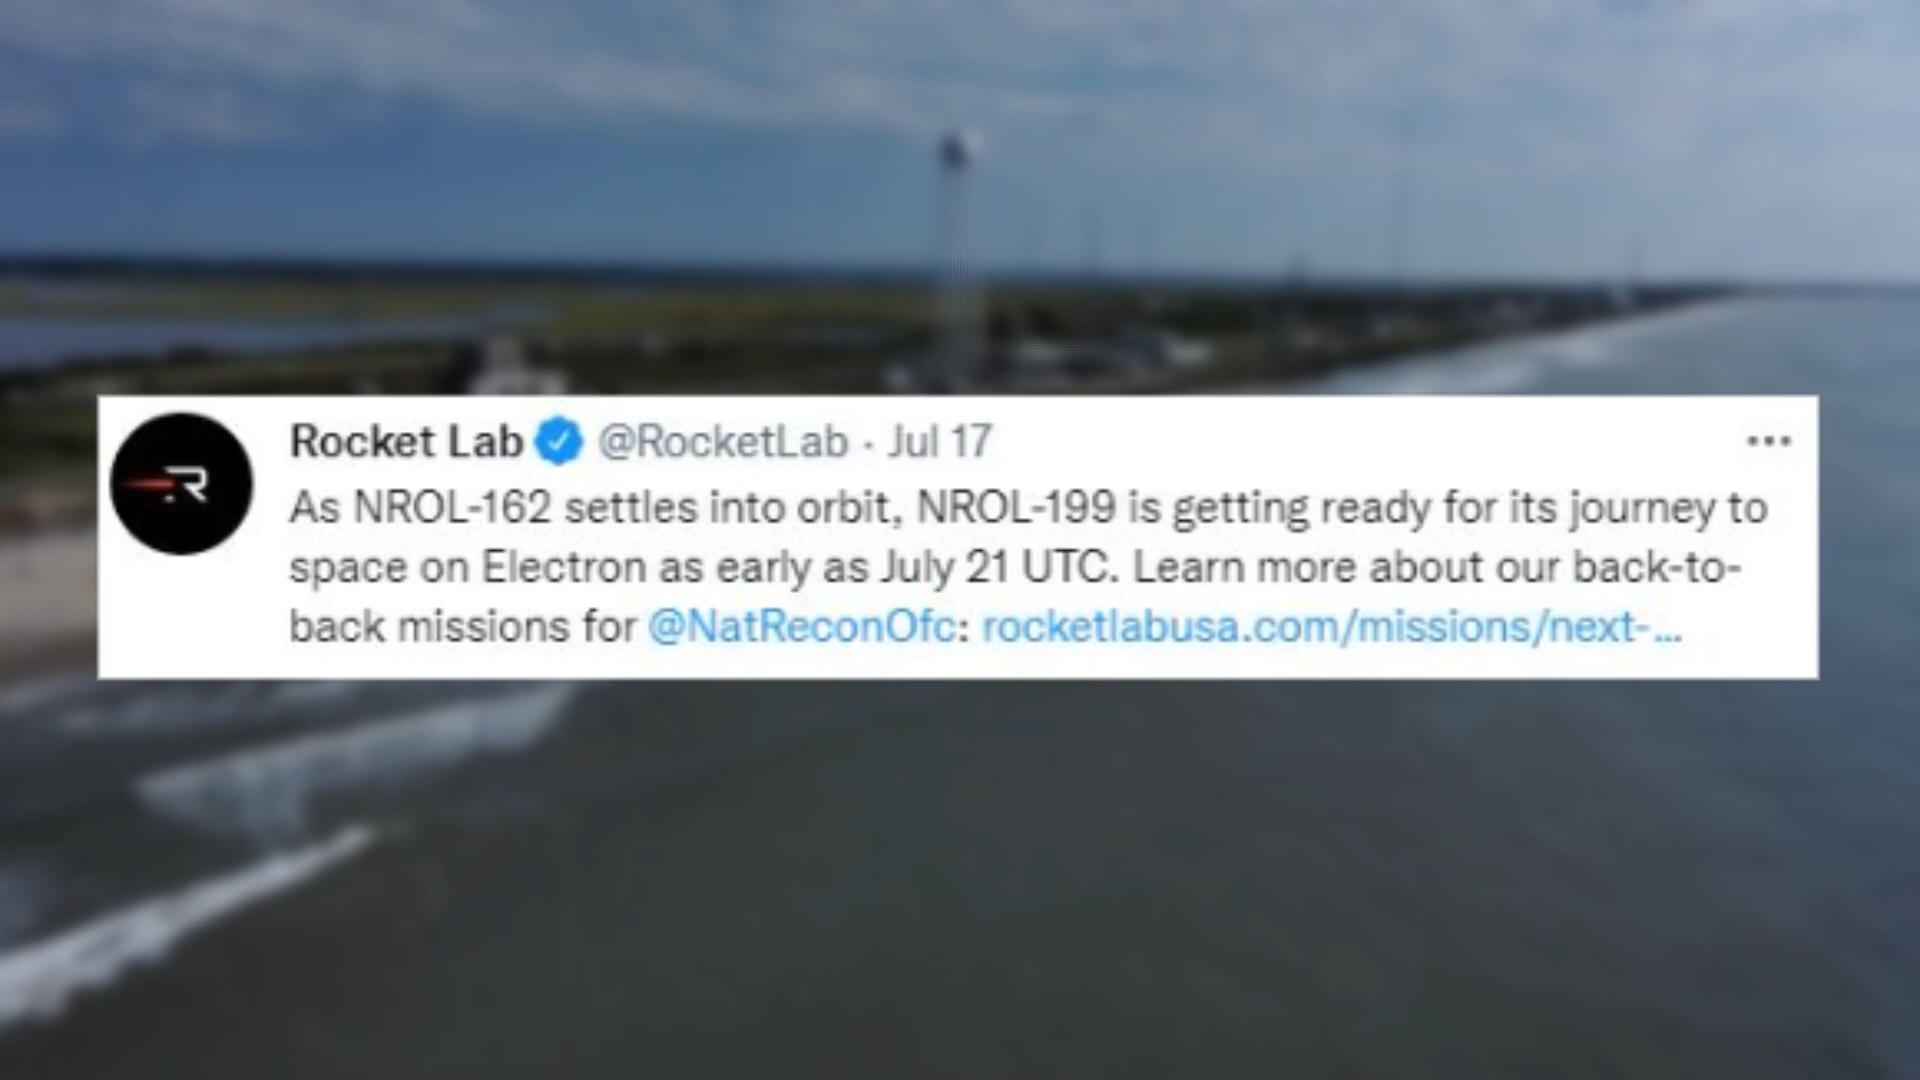 Rocket Lab @RocketLab · Jul 17
As NROL-162 settles into orbit, NROL-199 is getting ready for its journey to
space on Electron as early as July 21 UTC. Learn more about our back-to-
back missions for @NatReconOfc: rocketlabusa.com/missions/next-...